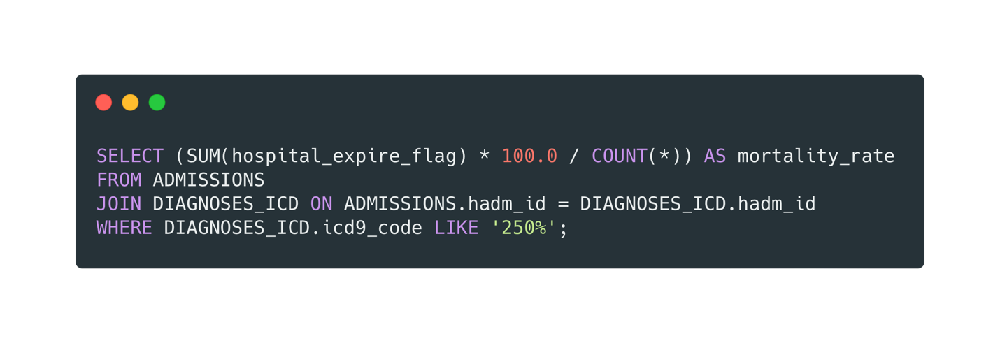 SELECT (SUM(hospital_expire_flag) * 100.0 / COUNT(*)) AS mortality_rate
FROM ADMISSIONS
JOIN DIAGNOSES_ICD ON ADMISSIONS.hadm_id = DIAGNOSES_ICD.hadm_id
WHERE DIAGNOSES_ICD.icd9_code LIKE '250%';